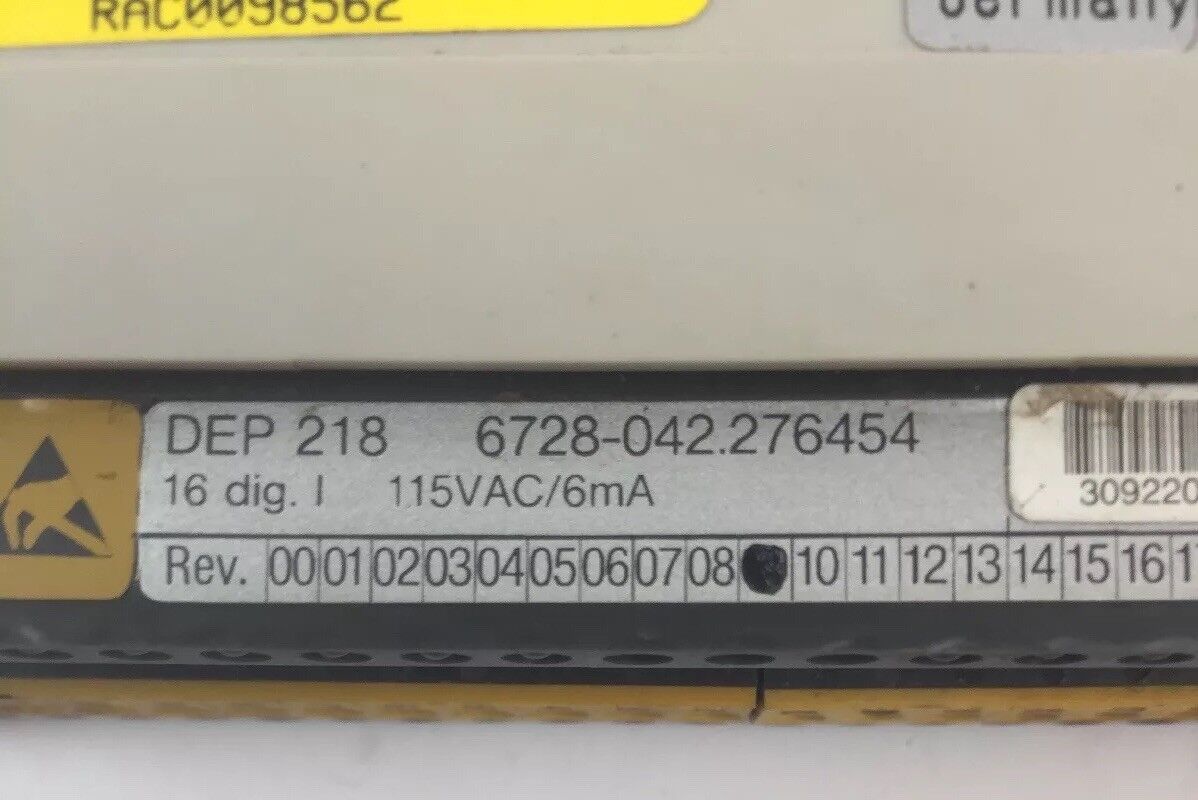 RAC0098562
Germany
DEP 218 6728-042.276454
16 dig. I 115VAC/6mA
309220
Rev. 00 01 02 03 04 05 06 07 08 10 11 12 13 14 15 16